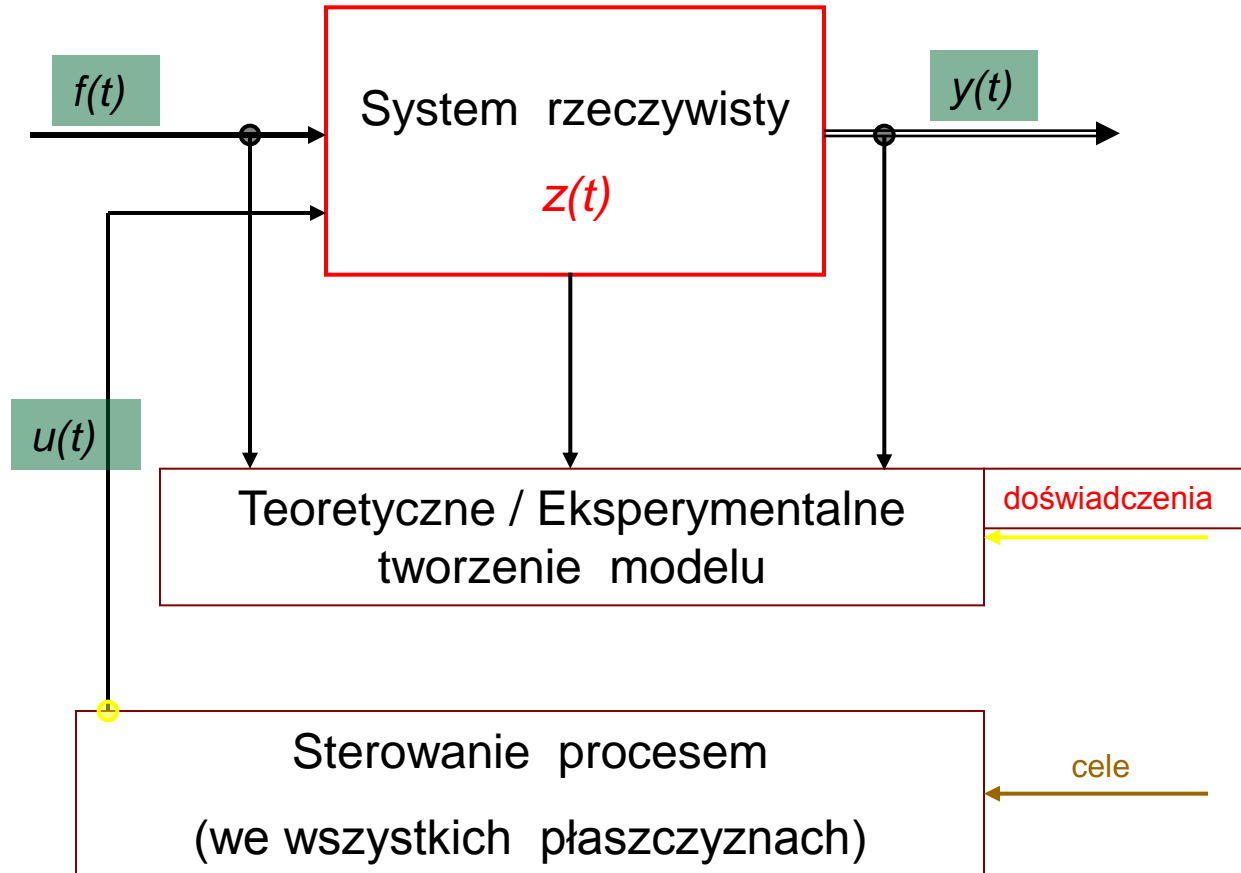 f(t)
y(t)
System rzeczywisty
z(t)
u(t)
Teoretyczne / Eksperymentalne
tworzenie modelu
doświadczenia
Sterowanie procesem
(we wszystkich płaszczyznach)
cele